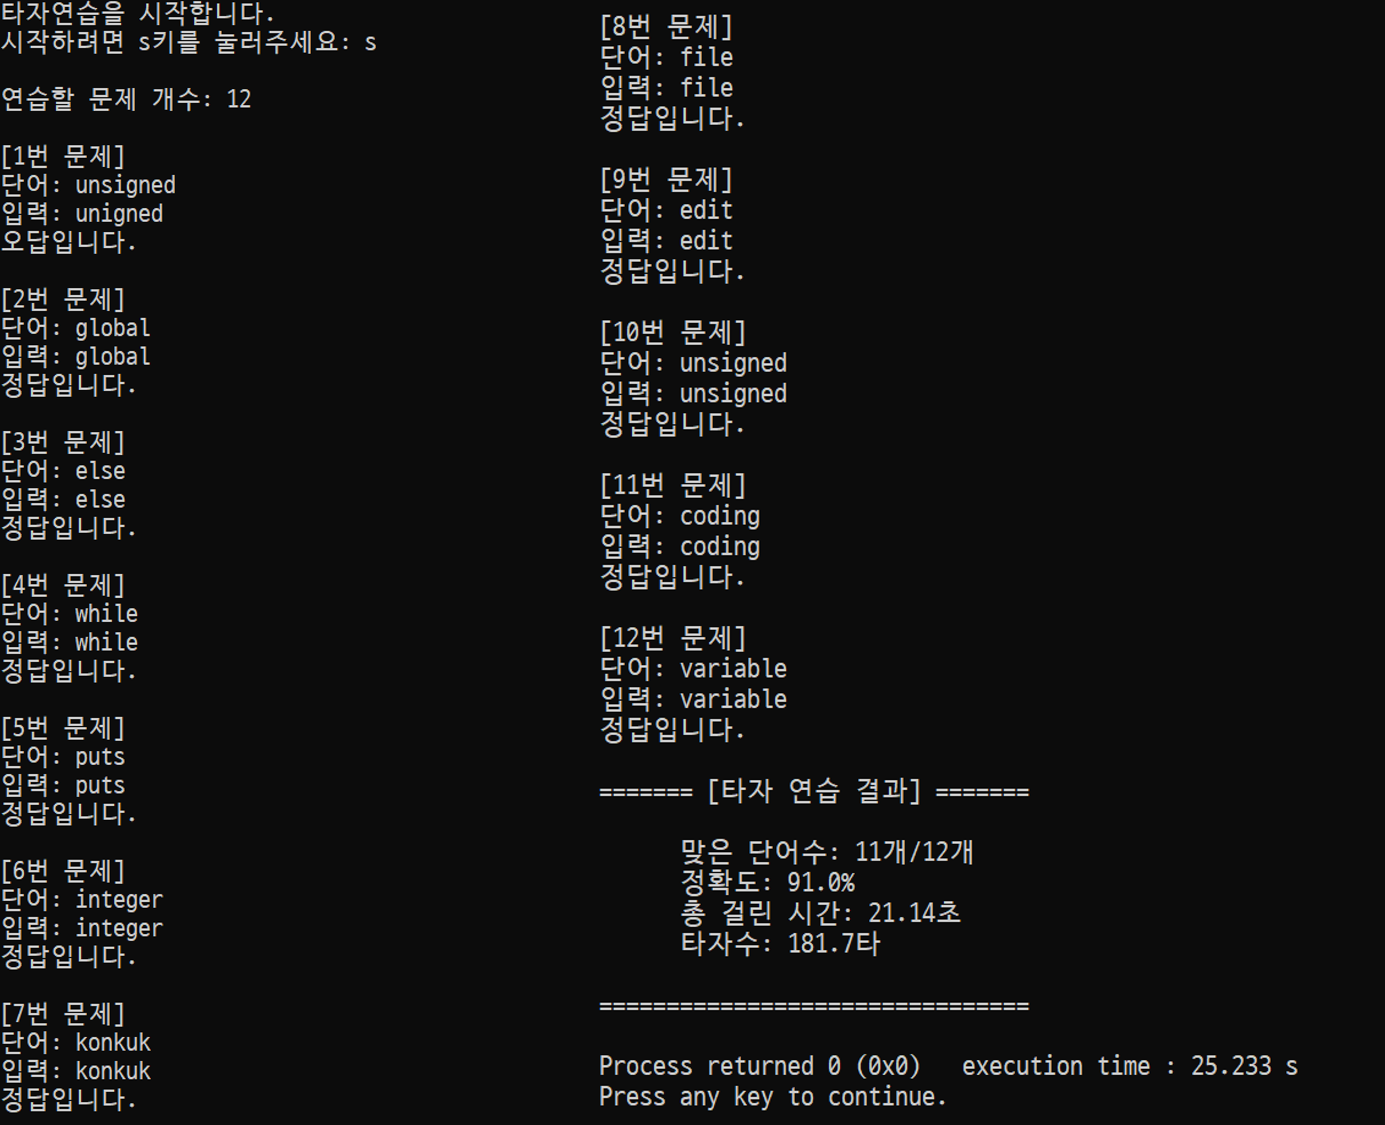 타자연습을 시작합니다.
시작하려면 s키를 눌러주세요: s
연습할 문제 개수: 12
[1번 문제]
단어: unsigned
입력: unigned
오답입니다.
[2번 문제]
단어: global
입력: global
정답입니다.
[3번 문제]
단어: else
입력: else
정답입니다.
[4번 문제]
단어: while
입력: while
정답입니다.
[5번 문제]
단어: puts
입력: puts
정답입니다.
[6번 문제]
단어: integer
입력: integer
정답입니다.
[7번 문제]
단어: konkuk
입력: konkuk
정답입니다.
[8번 문제]
단어: file
입력: file
정답입니다.
[9번 문제]
단어: edit
입력: edit
정답입니다.
[10번 문제]
단어: unsigned
입력: unsigned
정답입니다.
[11번 문제]
단어: coding
입력: coding
정답입니다.
[12번 문제]
단어: variable
입력: variable
정답입니다.
======= [타자 연습 결과] =======
맞은 단어수: 11개/12개
정확도: 91.0%
총 걸린 시간: 21.14초
타자수: 181.7타
================================
Process returned 0 (0x0)   execution time : 25.233 s
Press any key to continue.